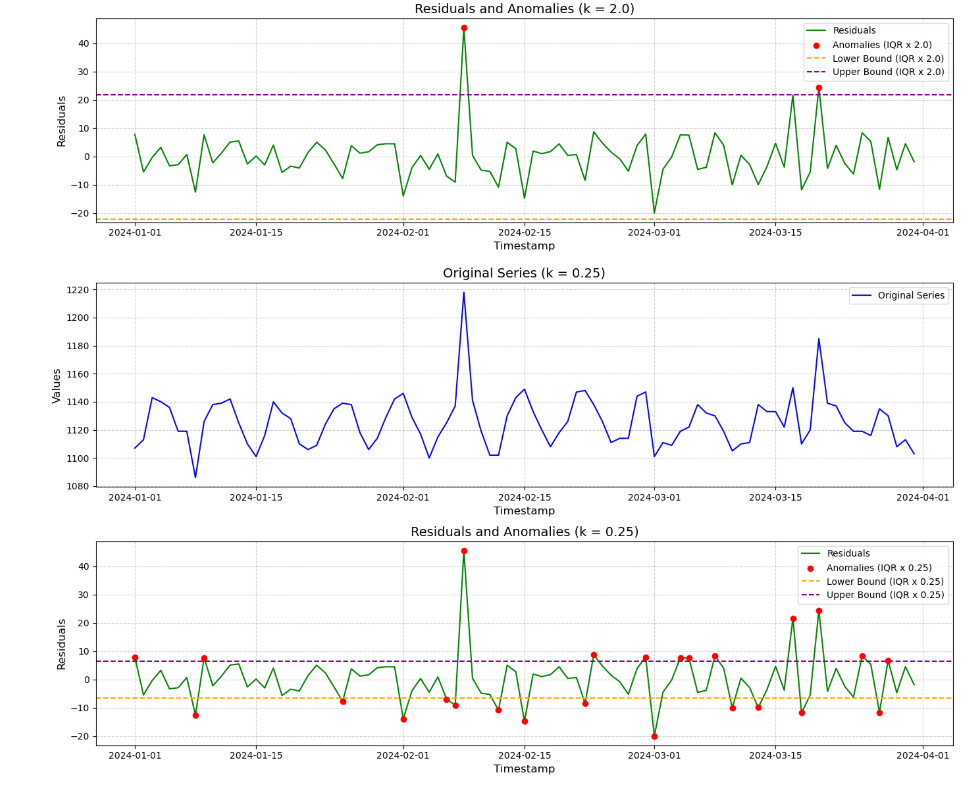 Residuals and Anomalies (k = 2.0)
Residuals
40
30
20
10
0
−10
−20
Residuals
Anomalies (IQR x 2.0)
Lower Bound (IQR x 2.0)
Upper Bound (IQR x 2.0)
2024-01-01 2024-01-15 2024-02-01 2024-02-15 2024-03-01 2024-03-15 2024-04-01
Timestamp
Original Series (k = 0.25)
Values
1220
1200
1180
1160
1140
1120
1100
1080
Original Series
2024-01-01 2024-01-15 2024-02-01 2024-02-15 2024-03-01 2024-03-15 2024-04-01
Timestamp
Residuals and Anomalies (k = 0.25)
Residuals
40
30
20
10
0
−10
−20
Residuals
Anomalies (IQR x 0.25)
Lower Bound (IQR x 0.25)
Upper Bound (IQR x 0.25)
2024-01-01 2024-01-15 2024-02-01 2024-02-15 2024-03-01 2024-03-15 2024-04-01
Timestamp